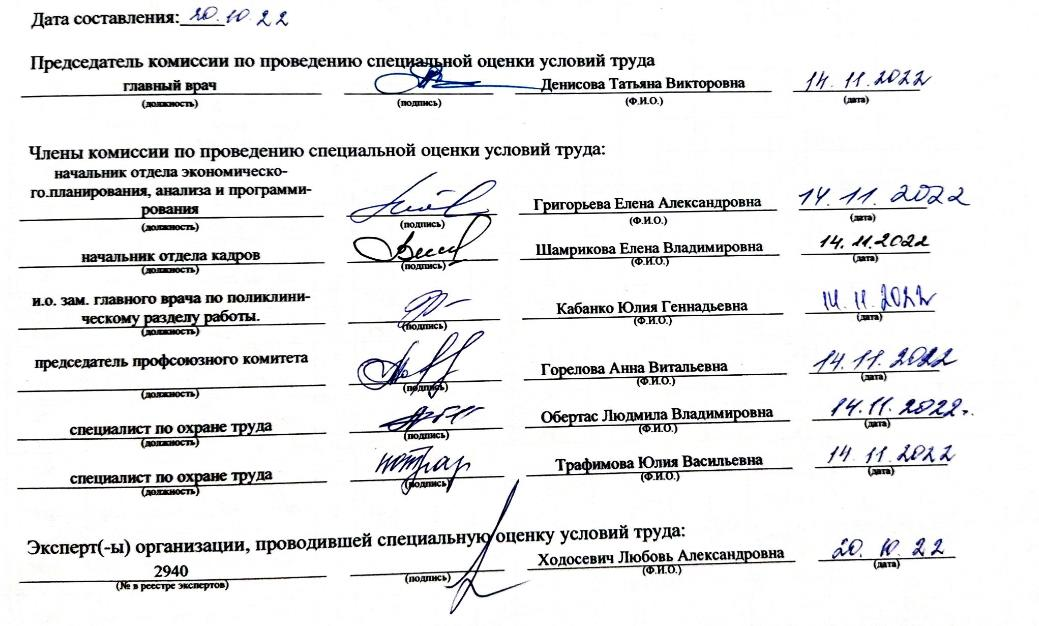 Дата составления: 20.10.22
Председатель комиссии по проведению специальной оценки условий труда
главный врач Денисова Татьяна Викторовна 14.11.2022
(должность) (подпись) (Ф.И.О.) (дата)
Члены комиссии по проведению специальной оценки условий труда:
начальник отдела экономическо-
го.планирования, анализа и программи-
рования Григорьева Елена Александровна 14.11.2022
(должность) (подпись) (Ф.И.О.) (дата)
начальник отдела кадров Шамрикова Елена Владимировна 14.11.2022
(должность) (подпись) (Ф.И.О.) (дата)
и.о. зам. главного врача по поликлини-
ческому разделу работы. Кабанко Юлия Геннадьевна 14.11.2022
(должность) (подпись) (Ф.И.О.) (дата)
председатель профсоюзного комитета Горелова Анна Витальевна 14.11.2022
(должность) (подпись) (Ф.И.О.) (дата)
специалист по охране труда Обертас Людмила Владимировна 14.11.2022.
(должность) (подпись) (Ф.И.О.) (дата)
специалист по охране труда Трафимова Юлия Васильевна 14.11.2022
(должность) (подпись) (Ф.И.О.) (дата)
Эксперт(-ы) организации, проводившей специальную оценку условий труда:
2940 Ходосевич Любовь Александровна 20.10.22
(№ в реестре экспертов) (подпись) (Ф.И.О.) (дата)